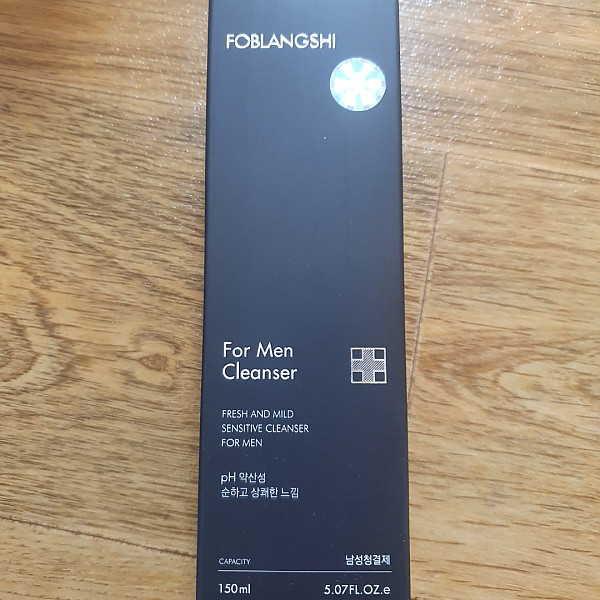 FOBLANGSHI
For Men
Cleanser
FRESH AND MILD
SENSITIVE CLEANSER
FOR MEN
pH 약산성
순하고 상쾌한 느낌
CAPACITY 남성청결제
150ml 5.07FL.OZ.e